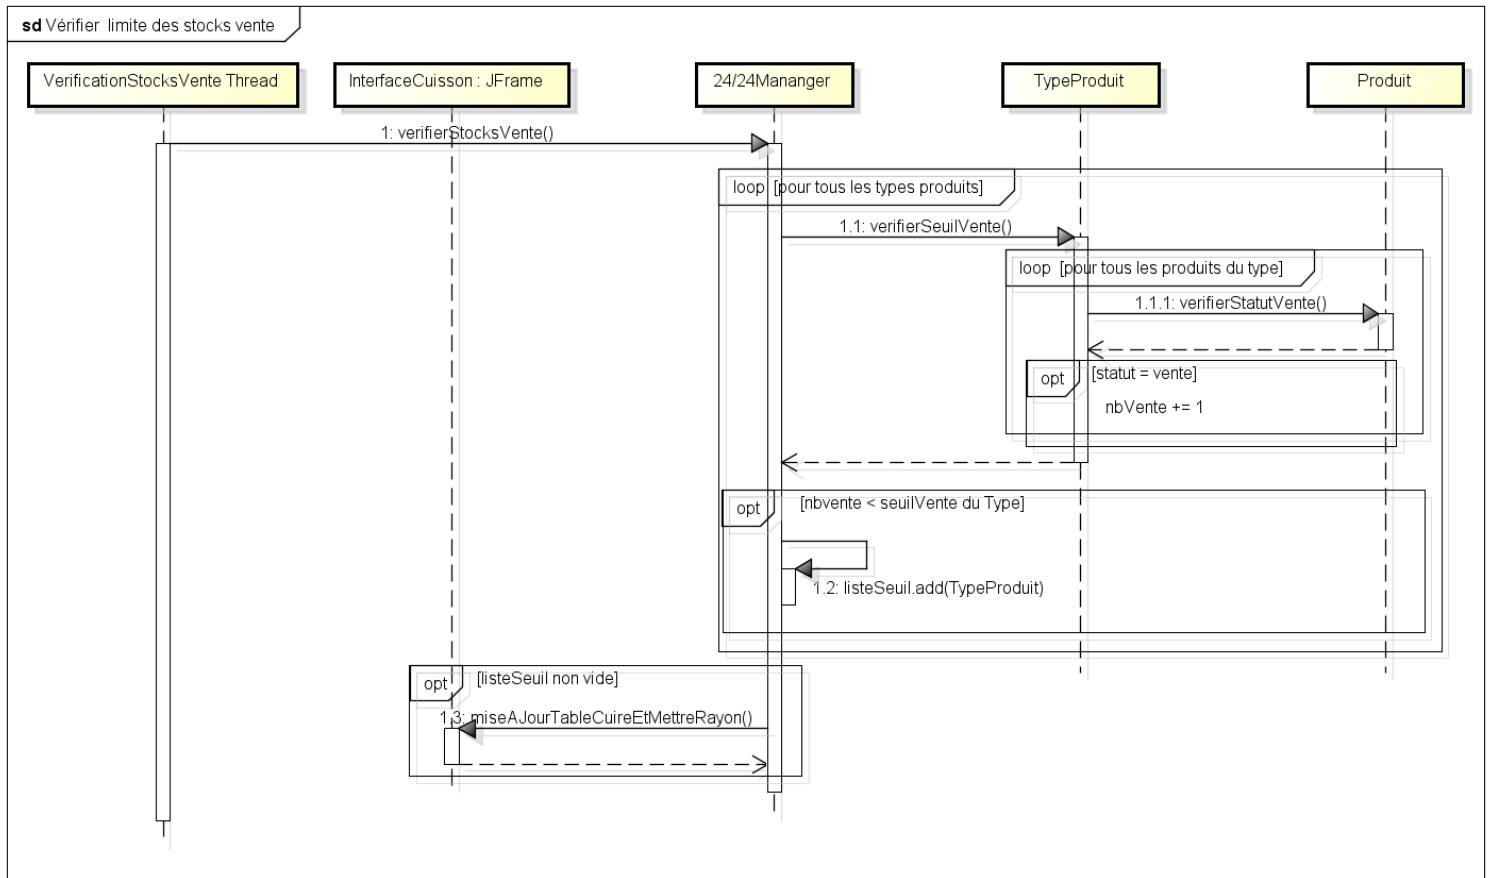 sd Vérifier limite des stocks vente
VerificationStocksVente Thread
InterfaceCuisson : JFrame
24/24Mananger
TypeProduit
Produit
1: verifierStocksVente()
loop [pour tous les types produits]
1.1: verifierSeuilVente()
loop [pour tous les produits du type]
1.1.1: verifierStatutVente()
opt [statut = vente]
nbVente += 1
opt [nbvente < seuilVente du Type]
1.2: listeSeuil.add(TypeProduit)
opt [listeSeuil non vide]
1.3: miseAJourTableCuireEtMettreRayon()